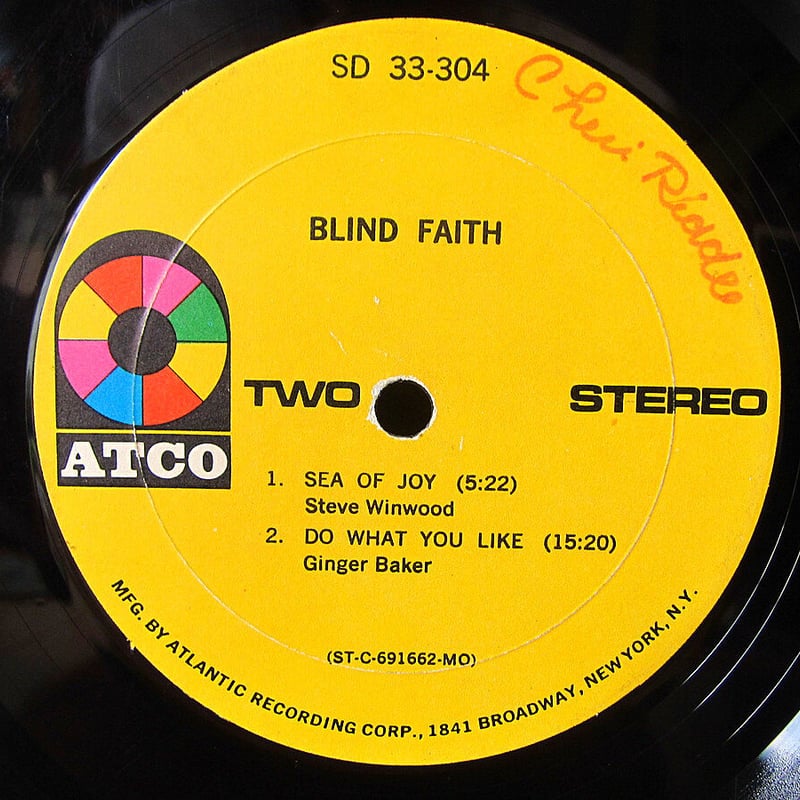 SD 33-304
Cheri Riddle
BLIND FAITH
TWO
STEREO
ATCO
1. SEA OF JOY (5:22)
Steve Winwood
2. DO WHAT YOU LIKE (15:20)
Ginger Baker
(ST-C-691662-MO)
MFG. BY ATLANTIC RECORDING CORP., 1841 BROADWAY, NEW YORK, N.Y.